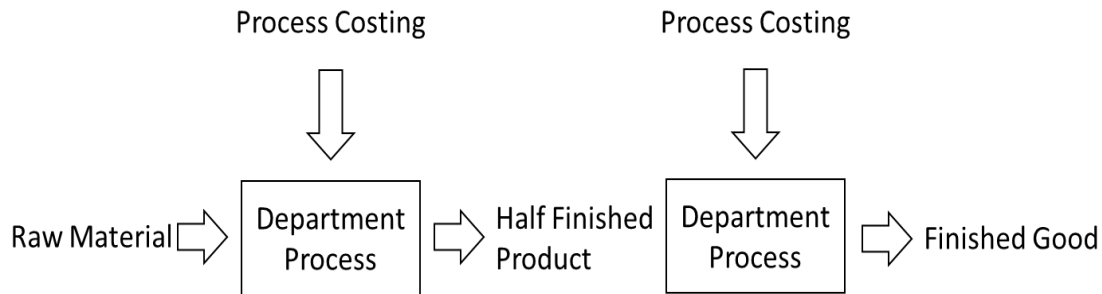 Process Costing
Process Costing
Raw Material
Department
Process
Half Finished
Product
Department
Process
Finished Good